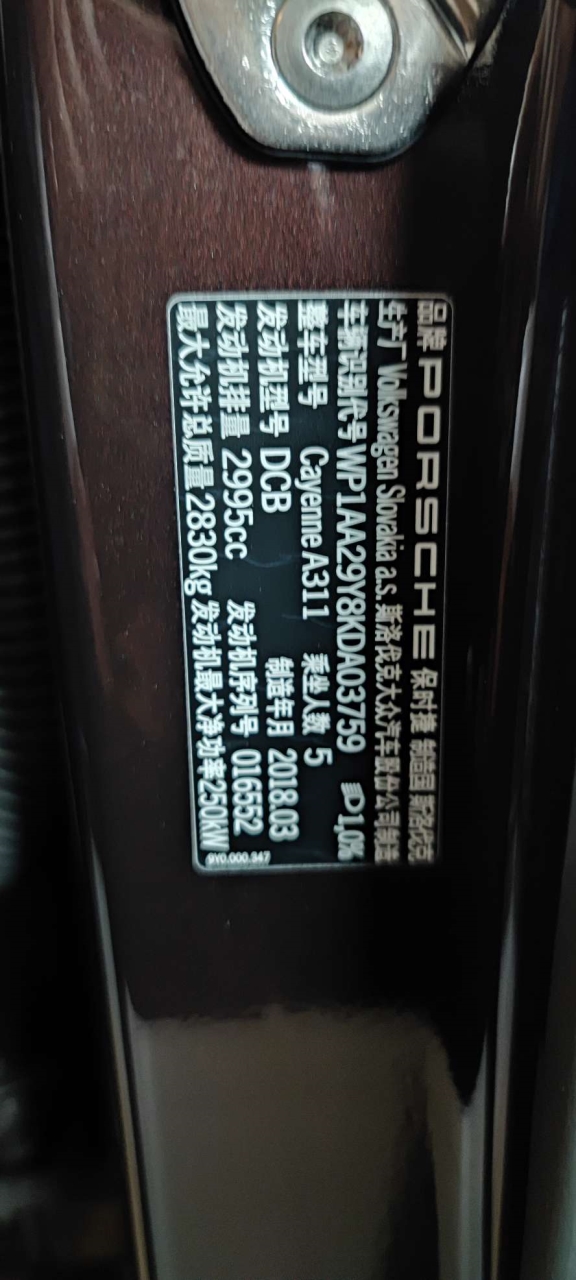 品牌 PORSCHE 保时捷 制造国 斯洛伐克
生产厂 Volkswagen Slovakia a.s. 斯洛伐克大众汽车股份公司制造
车辆识别代号 WP1AA29Y8KDA03759 1,0%
整车型号 Cayenne A311 乘坐人数 5
发动机型号 DCB 制造年月 2018.03
发动机排量 2995cc 发动机序列号 016552
最大允许总质量 2830kg 发动机最大净功率 250kW
9Y0.000.347